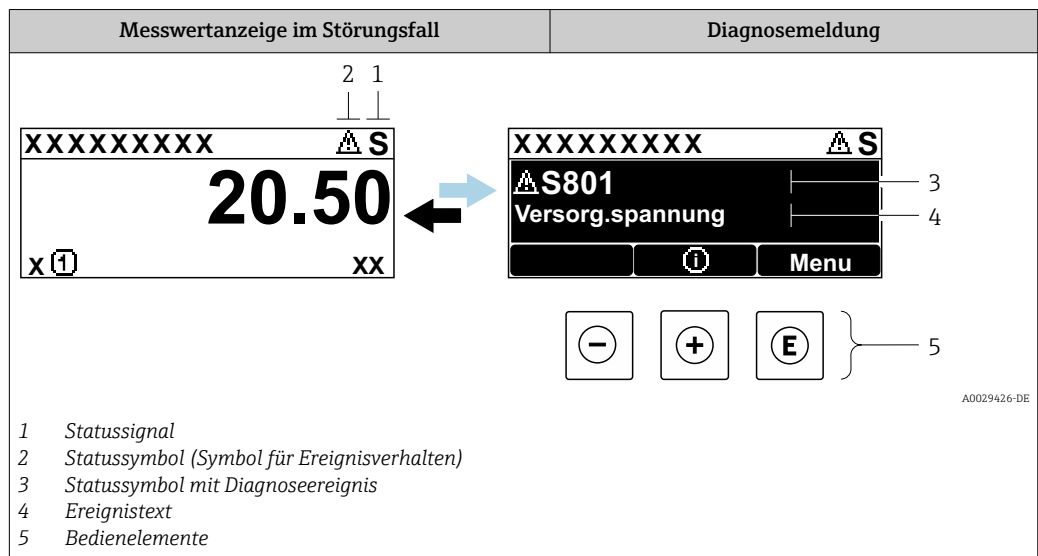 Messwertanzeige im Störungsfall
Diagnosemeldung
2 1
XXXXXXXXX ⚠ S
20.50
x 1 xx
XXXXXXXXX ⚠ S
⚠S801
Versorg.spannung
i Menu
3
4
− + E
5
A0029426-DE
1 Statussignal
2 Statussymbol (Symbol für Ereignisverhalten)
3 Statussymbol mit Diagnoseereignis
4 Ereignistext
5 Bedienelemente